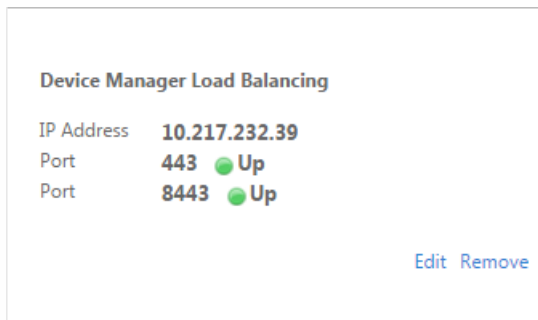 Device Manager Load Balancing
IP Address 10.217.232.39
Port 443 Up
Port 8443 Up
Edit Remove